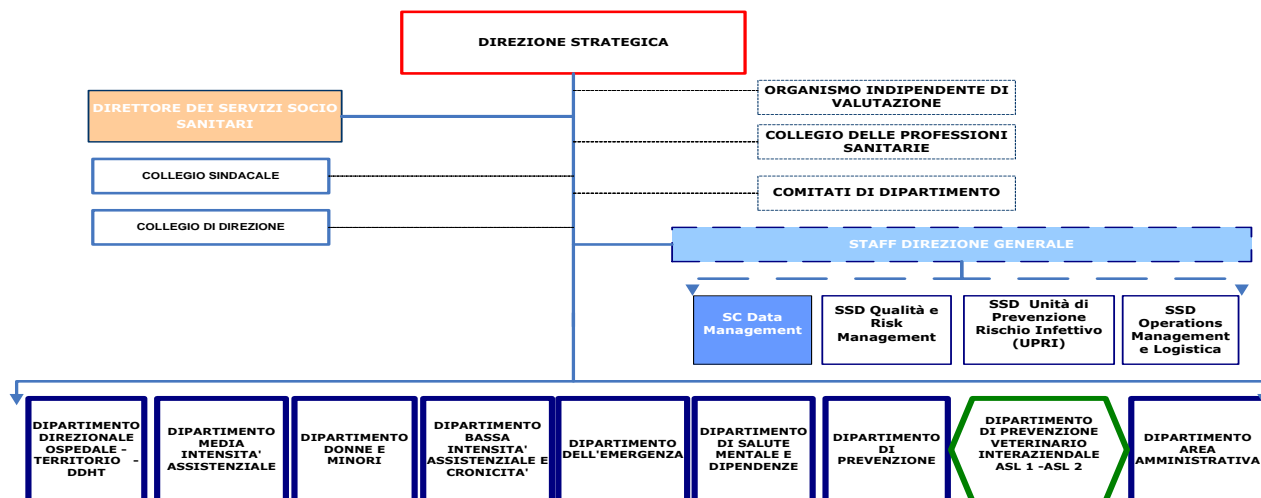 DIREZIONE STRATEGICA
DIRETTORE DEI SERVIZI SOCIO
SANITARI
COLLEGIO SINDACALE
COLLEGIO DI DIREZIONE
ORGANISMO INDIPENDENTE DI
VALUTAZIONE
COLLEGIO DELLE PROFESSIONI
SANITARIE
COMITATI DI DIPARTIMENTO
STAFF DIREZIONE GENERALE
SC Data
Management
SSD Qualità e
Risk
Management
SSD Unità di
Prevenzione
Rischio Infettivo
(UPRI)
SSD
Operations
Management
e Logistica
DIPARTIMENTO
DIREZIONALE
OSPEDALE -
TERRITORIO -
DDHT
DIPARTIMENTO
MEDIA
INTENSITA'
ASSISTENZIALE
DIPARTIMENTO
DONNE E
MINORI
DIPARTIMENTO
BASSA
INTENSITA'
ASSISTENZIALE E
CRONICITA'
DIPARTIMENTO
DELL'EMERGENZA
DIPARTIMENTO
DI SALUTE
MENTALE E
DIPENDENZE
DIPARTIMENTO
DI
PREVENZIONE
DIPARTIMENTO
DI PREVENZIONE
VETERINARIO
INTERAZIENDALE
ASL 1 -ASL 2
DIPARTIMENTO
AREA
AMMINISTRATIVA